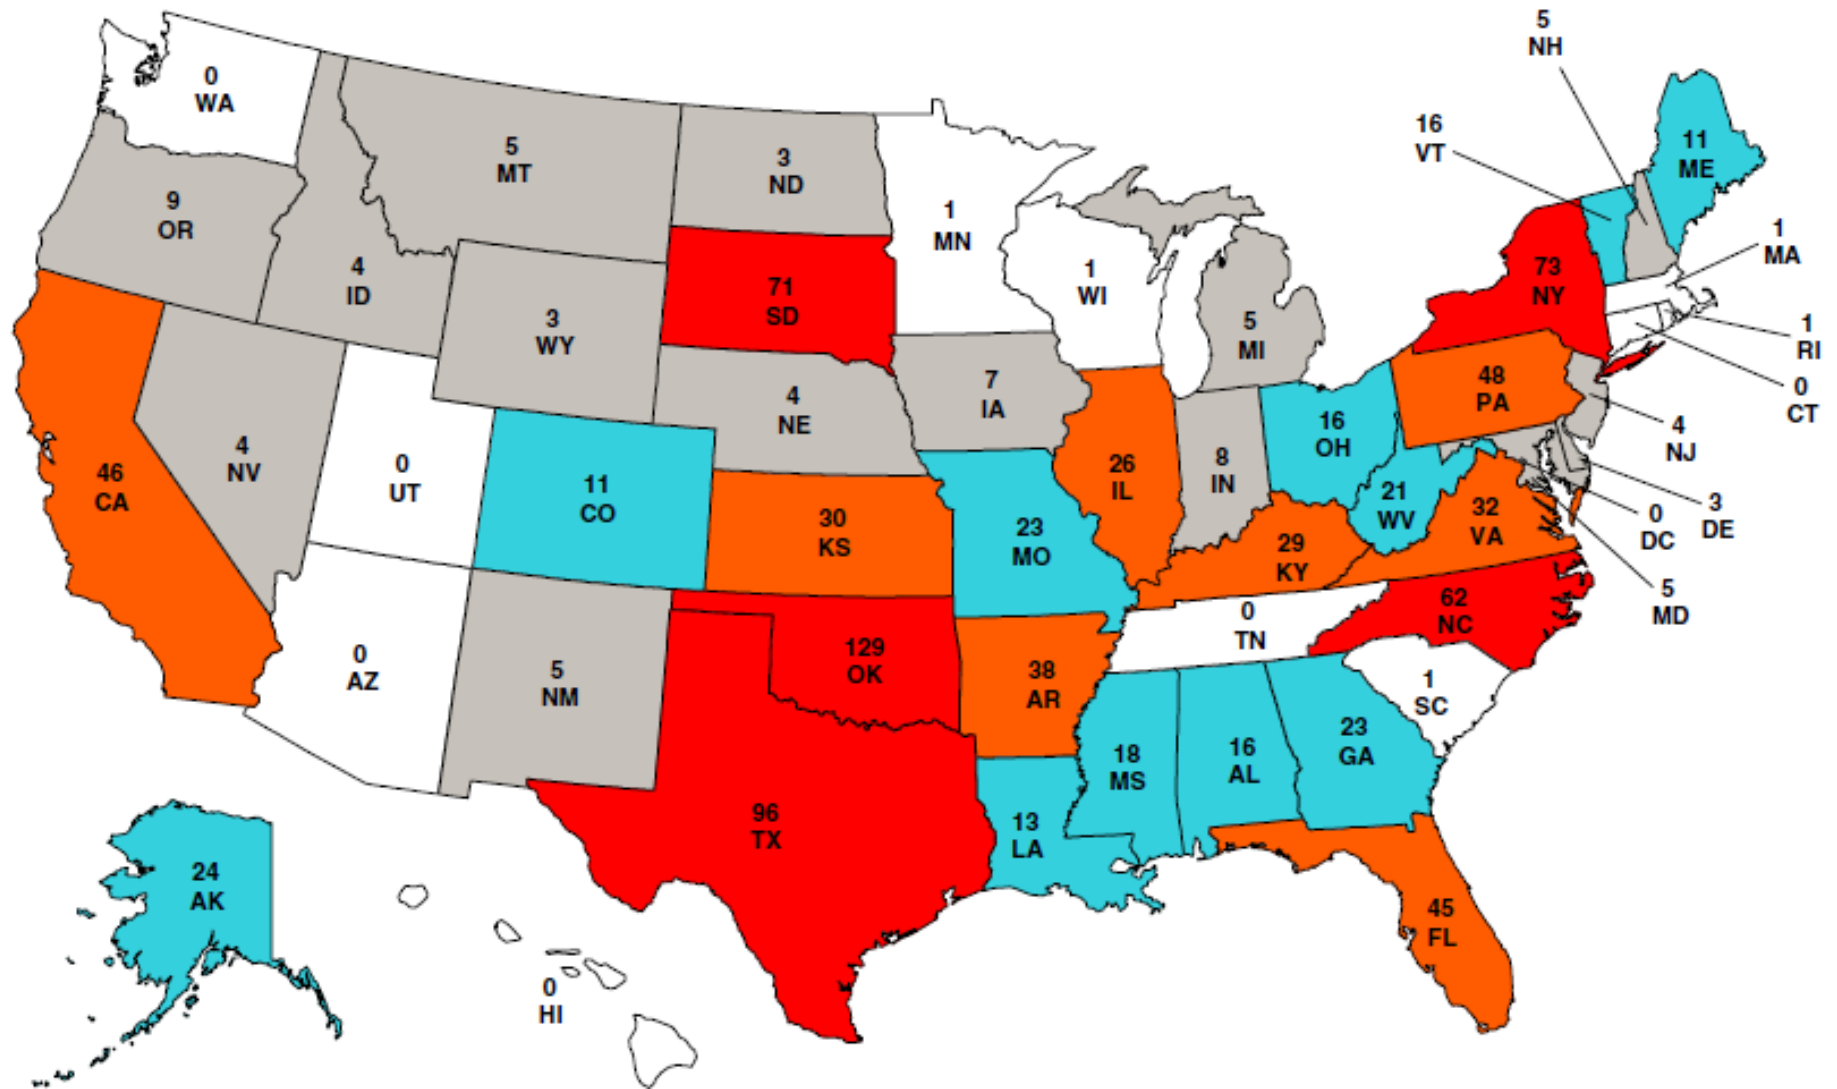 5
NH
16
VT
11
ME
0
WA
5
MT
3
ND
9
OR
4
ID
1
MN
1
MA
73
NY
71
SD
1
WI
3
WY
5
MI
1
RI
48
PA
0
CT
7
IA
4
NE
4
NJ
16
OH
4
NV
46
CA
0
UT
11
CO
26
IL
8
IN
21
WV
32
VA
3
DE
0
DC
30
KS
23
MO
29
KY
5
MD
62
NC
0
TN
0
AZ
5
NM
129
OK
38
AR
1
SC
18
MS
16
AL
23
GA
96
TX
13
LA
24
AK
45
FL
0
HI